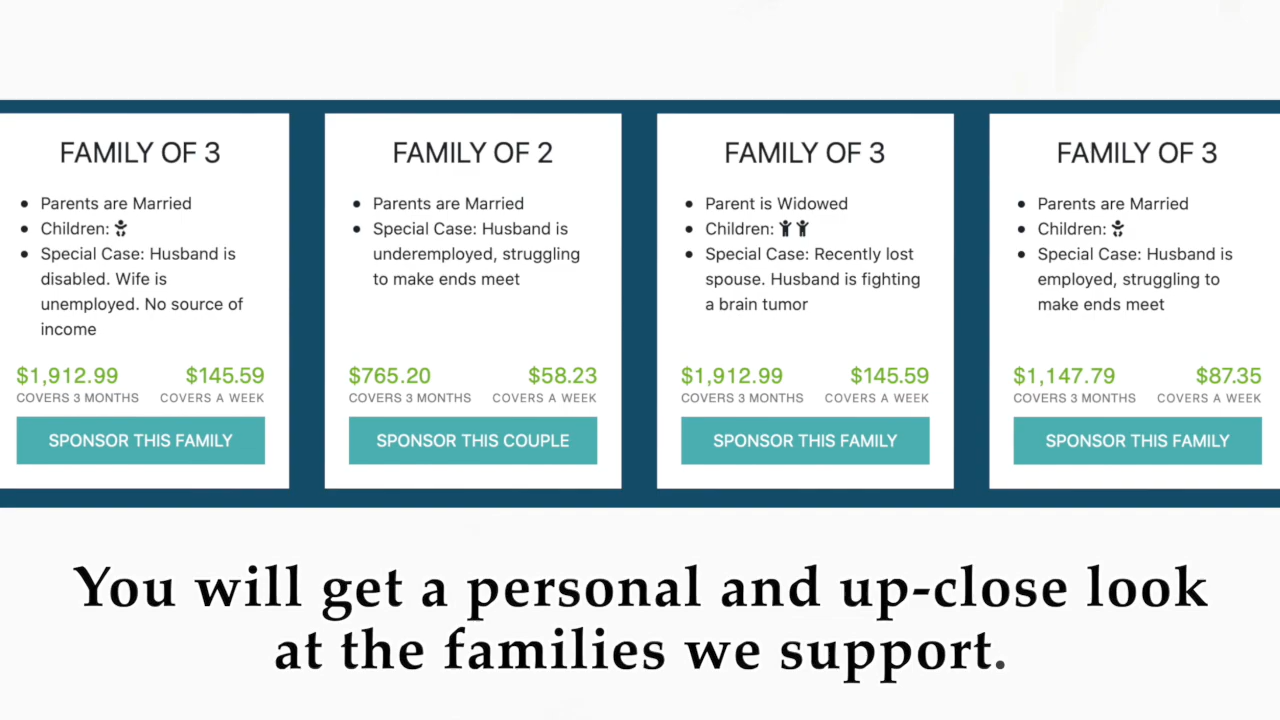 FAMILY OF 3
• Parents are Married
• Children:
• Special Case: Husband is
disabled. Wife is
unemployed. No source of
income
$1,912.99 $145.59
COVERS 3 MONTHS COVERS A WEEK
SPONSOR THIS FAMILY
FAMILY OF 2
• Parents are Married
• Special Case: Husband is
underemployed, struggling
to make ends meet
$765.20 $58.23
COVERS 3 MONTHS COVERS A WEEK
SPONSOR THIS COUPLE
FAMILY OF 3
• Parent is Widowed
• Children:
• Special Case: Recently lost
spouse. Husband is fighting
a brain tumor
$1,912.99 $145.59
COVERS 3 MONTHS COVERS A WEEK
SPONSOR THIS FAMILY
FAMILY OF 3
• Parents are Married
• Children:
• Special Case: Husband is
employed, struggling to
make ends meet
$1,147.79 $87.35
COVERS 3 MONTHS COVERS A WEEK
SPONSOR THIS FAMILY
You will get a personal and up-close look
at the families we support.